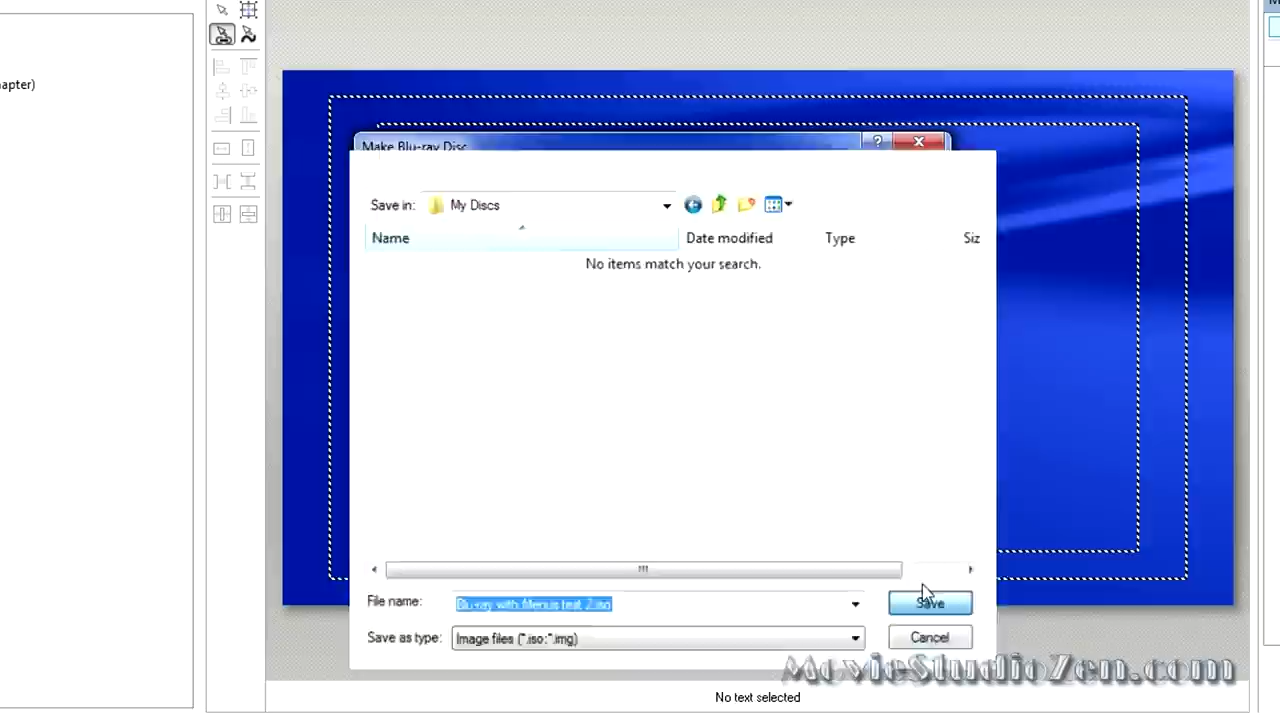 hapter)
Make Blu-ray Disc
?
Save in: My Discs
Name Date modified Type Siz
No items match your search.
File name: Blu-ray with Menus test 2.iso Save
Save as type: Image files (*.iso;*.img) Cancel
MovieStudioZen.com
No text selected